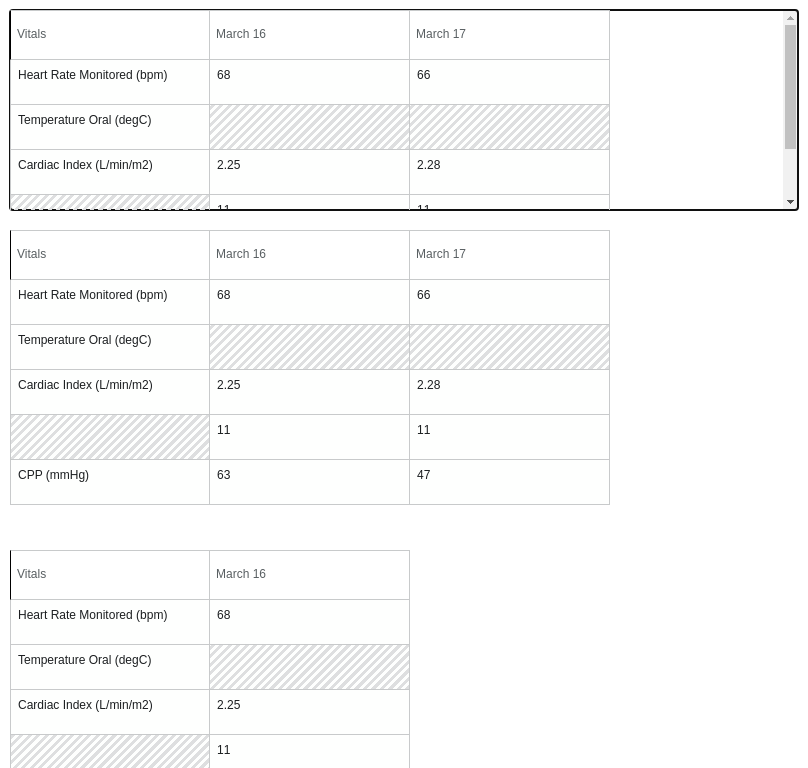 Vitals March 16 March 17
Heart Rate Monitored (bpm) 68 66
Temperature Oral (degC)
Cardiac Index (L/min/m2) 2.25 2.28
11 11
Vitals March 16 March 17
Heart Rate Monitored (bpm) 68 66
Temperature Oral (degC)
Cardiac Index (L/min/m2) 2.25 2.28
11 11
CPP (mmHg) 63 47
Vitals March 16
Heart Rate Monitored (bpm) 68
Temperature Oral (degC)
Cardiac Index (L/min/m2) 2.25
11